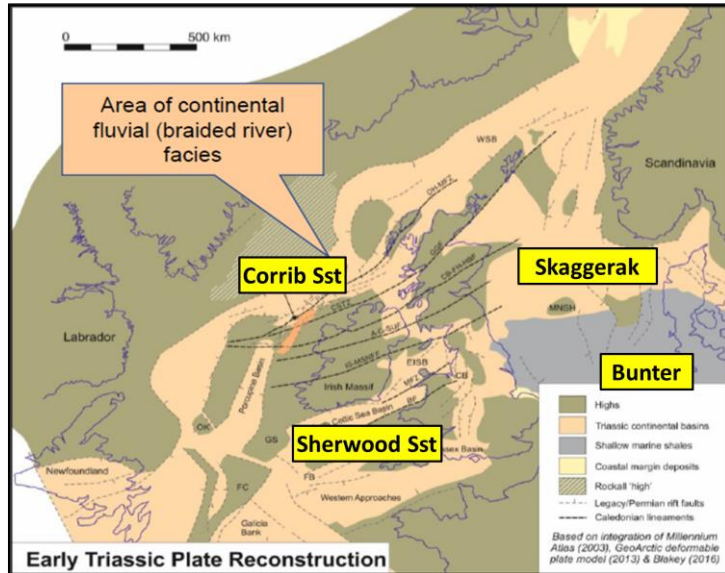 0 500 km
Area of continental
fluvial (braided river)
facies
WSB
Scandinavia
Corrib Sst
Skaggerak
Labrador
MNSH
Porcupine Basin
Irish Massif
EISB
CB
Bunter
OK
GS
Celtic Sea Basin
Sherwood Sst
Newfoundland
FC
FB
Western Approaches
Galicia
Bank
Highs
Triassic continental basins
Shallow marine shales
Coastal margin deposits
Rockall 'high'
Legacy/Permian rift faults
Caledonian lineaments
Based on integration of Millennium
Atlas (2003), GeoArctic deformable
plate model (2013) & Blakey (2016)
Early Triassic Plate Reconstruction